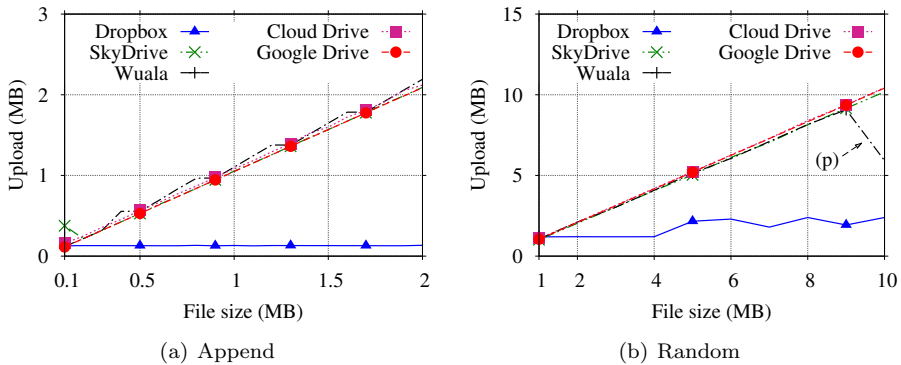 Upload (MB)
3
2
1
0
Dropbox
SkyDrive
Wuala
Cloud Drive
Google Drive
0.1
0.5
1
1.5
2
File size (MB)
(a) Append
Upload (MB)
15
10
5
0
Dropbox
SkyDrive
Wuala
Cloud Drive
Google Drive
(p)
1
2
4
6
8
10
File size (MB)
(b) Random